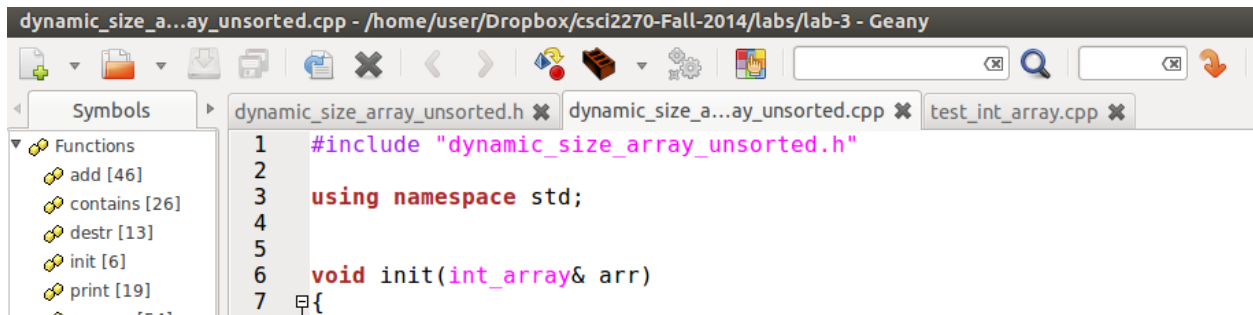 dynamic_size_a...ay_unsorted.cpp - /home/user/Dropbox/csci2270-Fall-2014/labs/lab-3 - Geany
Symbols
dynamic_size_array_unsorted.h
dynamic_size_a...ay_unsorted.cpp
test_int_array.cpp
Functions
add [46]
contains [26]
destr [13]
init [6]
print [19]
1 #include "dynamic_size_array_unsorted.h"
2
3 using namespace std;
4
5
6 void init(int_array& arr)
7 {